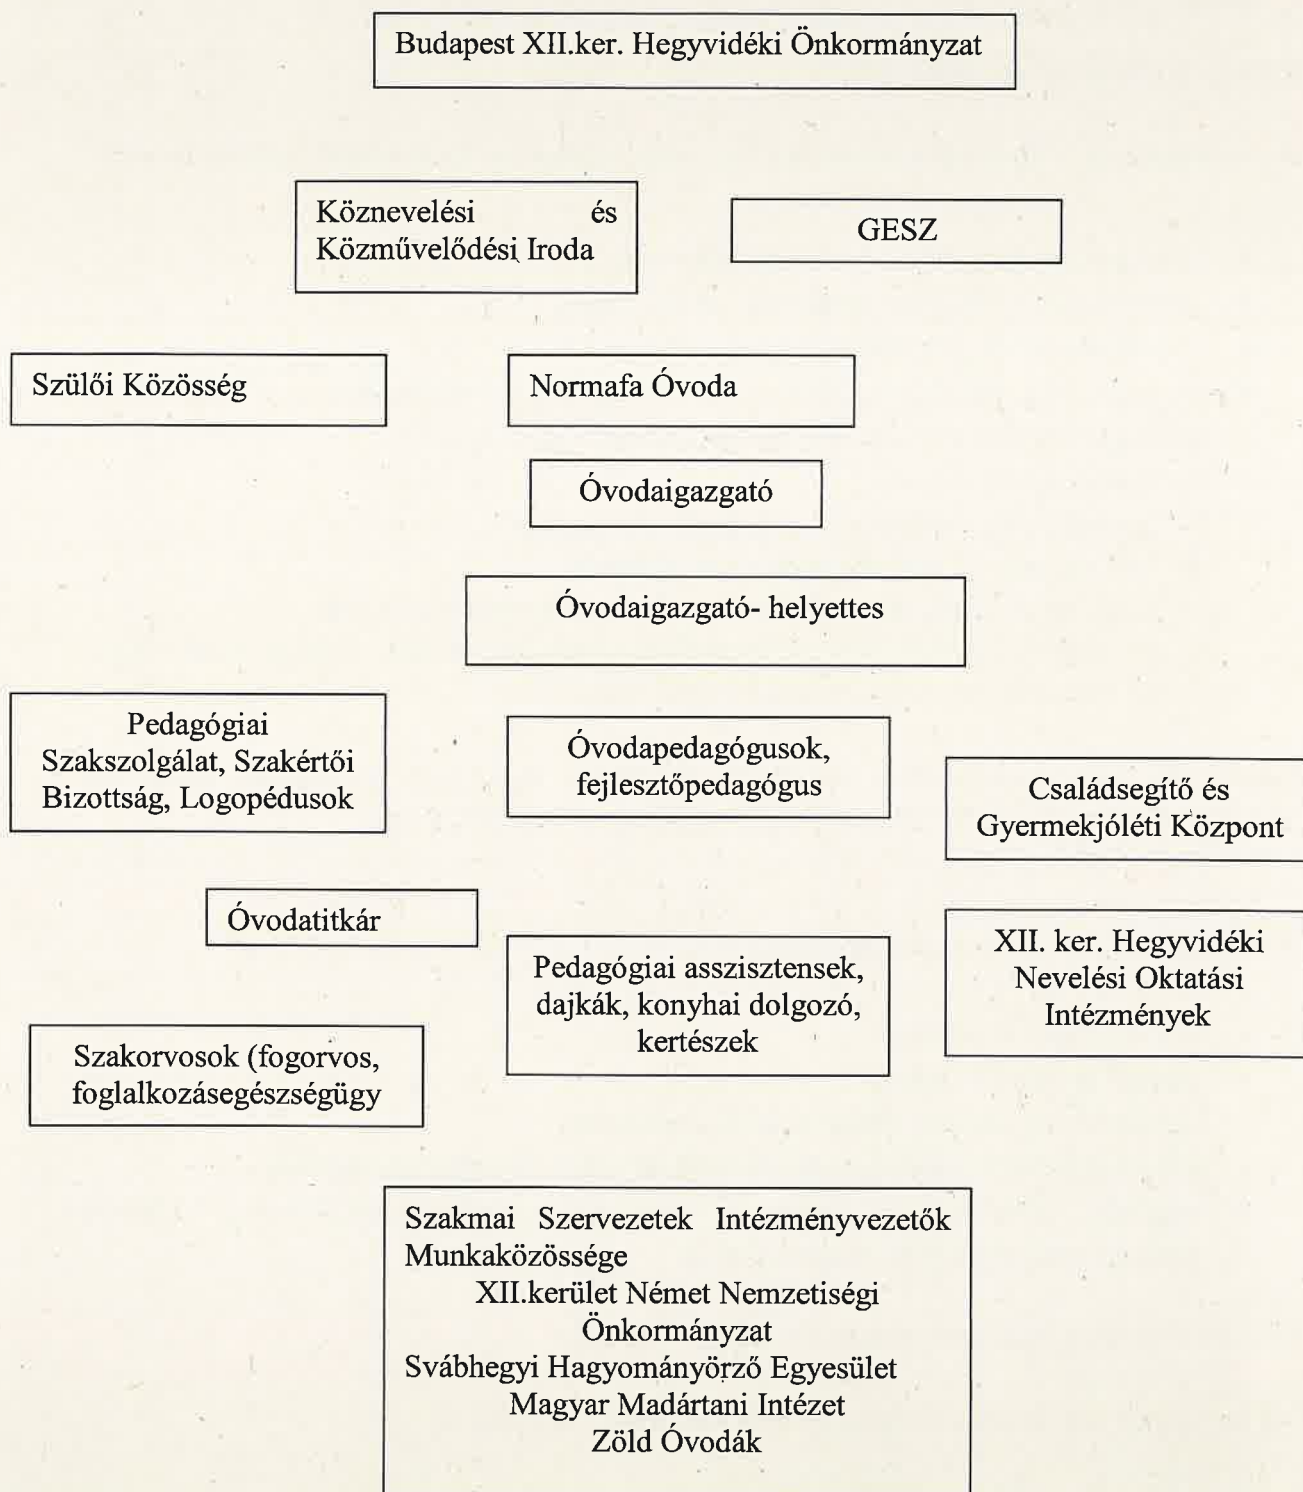 Budapest XII.ker. Hegyvidéki Önkormányzat
Köznevelési és
Közművelődési Iroda
GESZ
Szülői Közösség
Normafa Óvoda
Óvodaigazgató
Óvodaigazgató- helyettes
Pedagógiai
Szakszolgálat, Szakértői
Bizottság, Logopédusok
Óvodapedagógusok,
fejlesztőpedagógus
Családsegítő és
Gyermekjóléti Központ
Óvodatitkár
Pedagógiai asszisztensek,
dajkák, konyhai dolgozó,
kertészek
XII. ker. Hegyvidéki
Nevelési Oktatási
Intézmények
Szakorvosok (fogorvos,
foglalkozásegészségügy
Szakmai Szervezetek Intézményvezetők
Munkaközössége
XII.kerület Német Nemzetiségi
Önkormányzat
Svábhegyi Hagyományörző Egyesület
Magyar Madártani Intézet
Zöld Óvodák